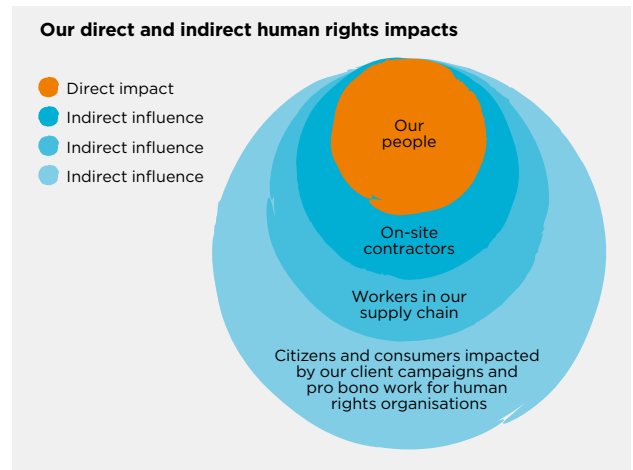 Our direct and indirect human rights impacts
Direct impact
Indirect influence
Indirect influence
Indirect influence
Our
people
On-site
contractors
Workers in our
supply chain
Citizens and consumers impacted
by our client campaigns and
pro bono work for human
rights organisations